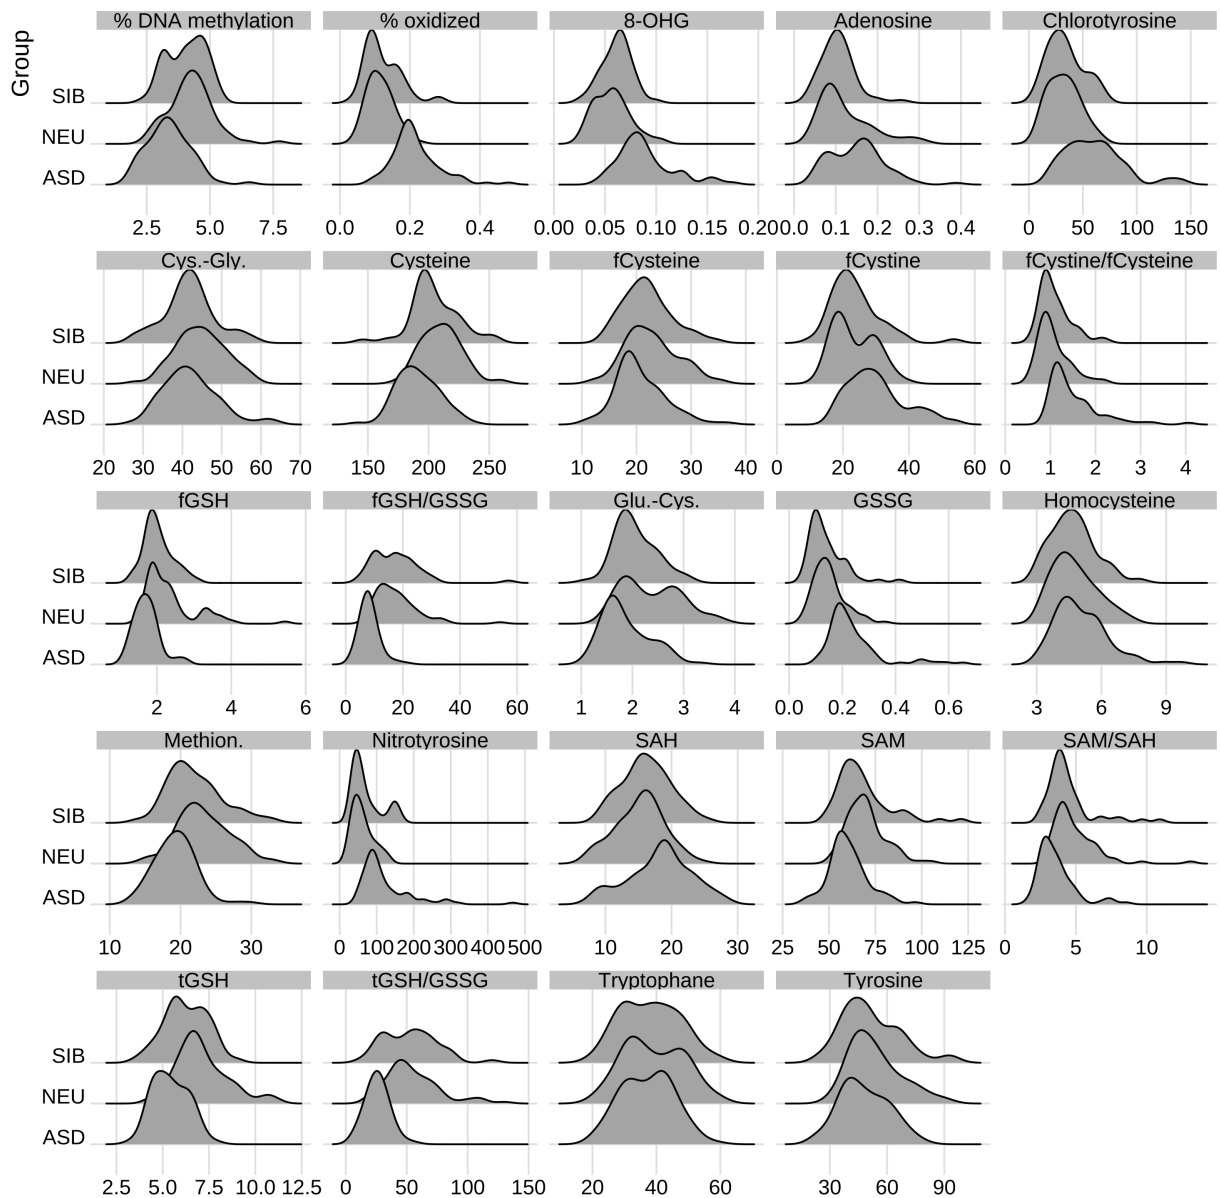 Group
% DNA methylation % oxidized 8-OHG Adenosine Chlorotyrosine
SIB
NEU
ASD
2.5 5.0 7.5 0.0 0.2 0.4 0.00 0.05 0.10 0.15 0.20 0.0 0.1 0.2 0.3 0.4 0 50 100 150
Cys.-Gly. Cysteine fCysteine fCystine fCystine/fCysteine
SIB
NEU
ASD
20 30 40 50 60 70 150 200 250 10 20 30 40 0 20 40 60 0 1 2 3 4
fGSH fGSH/GSSG Glu.-Cys. GSSG Homocysteine
SIB
NEU
ASD
2 4 6 0 20 40 60 1 2 3 4 0.0 0.2 0.4 0.6 3 6 9
Methion. Nitrotyrosine SAH SAM SAM/SAH
SIB
NEU
ASD
10 20 30 0 100 200 300 400 500 10 20 30 25 50 75 100 125 0 5 10
tGSH tGSH/GSSG Tryptophane Tyrosine
SIB
NEU
ASD
2.5 5.0 7.5 10.0 12.5 0 50 100 150 20 40 60 30 60 90